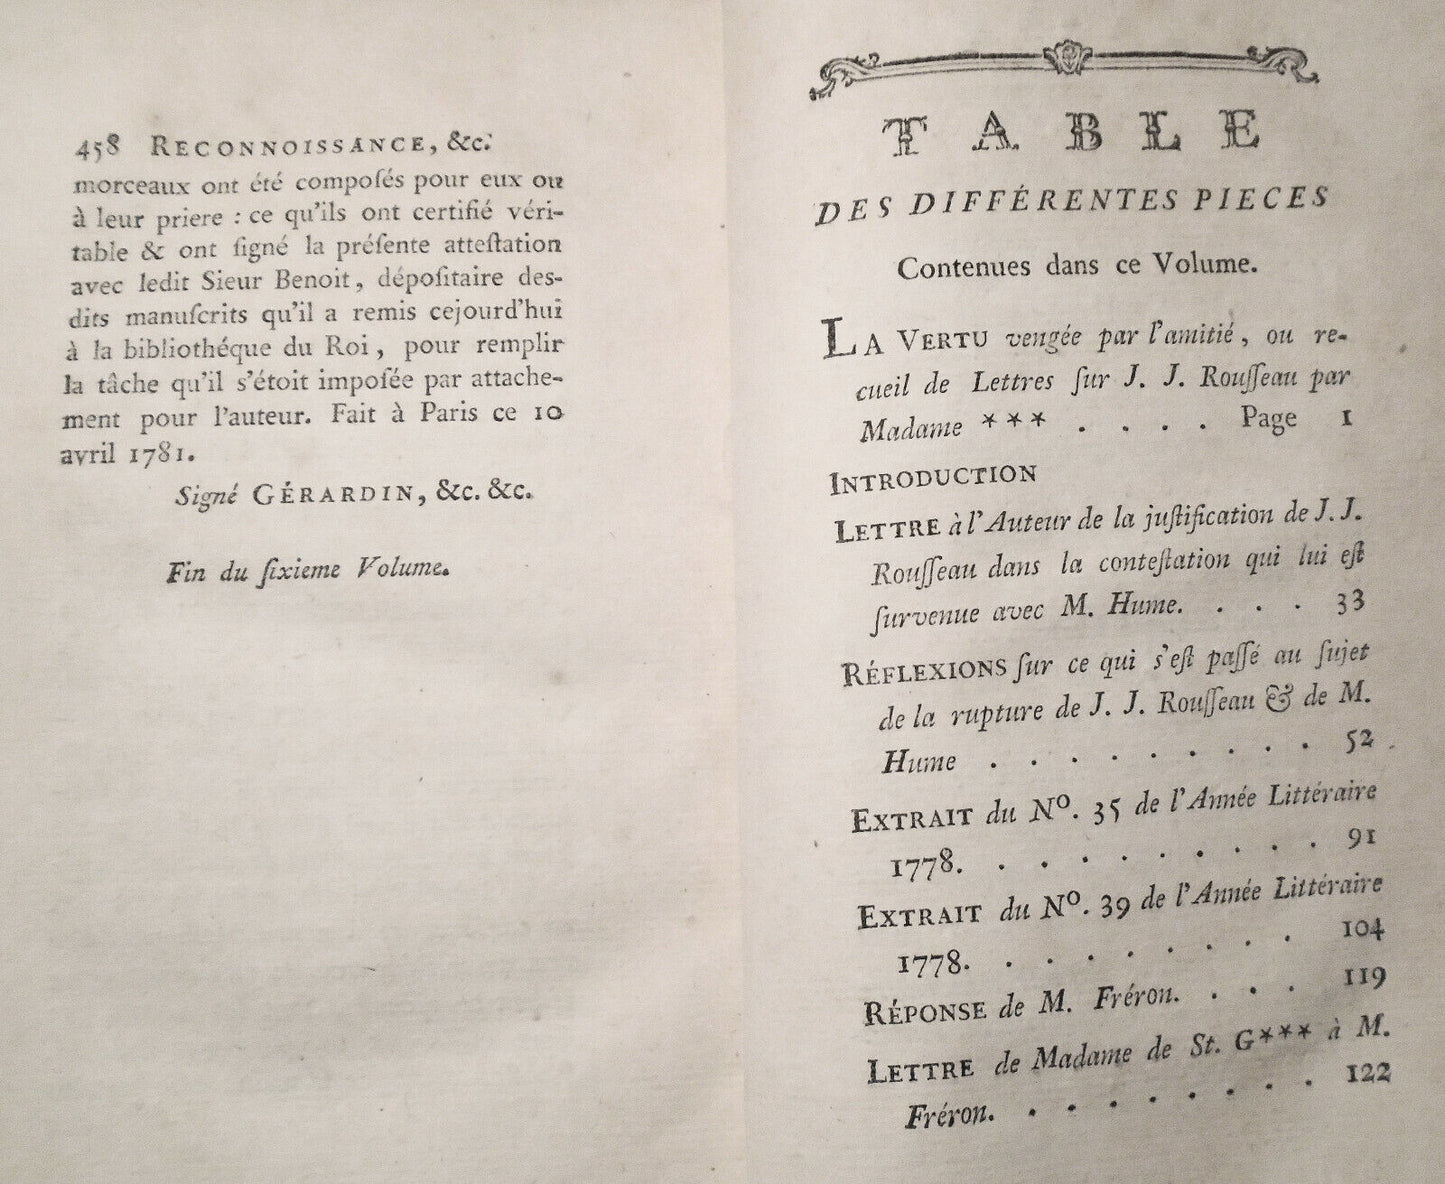 458 RECONNOISSANCE, &c.
morceaux ont été compoſés pour eux ou
à leur priere : ce qu'ils ont certifié véri-
table & ont ſigné la préſente atteſtation
avec ledit Sieur Benoit, dépoſitaire deſ-
dits manuſcrits qu'il a remis cejourd'hui
à la bibliothéque du Roi, pour remplir
la tâche qu'il s'étoit impoſée par attache-
ment pour l'auteur. Fait à Paris ce 10
avril 1781.
Signé GÉRARDIN, &c. &c.
Fin du ſixieme Volume.
TABLE
DES DIFFÉRENTES PIECES
Contenues dans ce Volume.
LA VERTU vengée par l'amitié, ou re-
cueil de Lettres ſur J. J. Rouſſeau par
Madame *** . . . . Page 1
INTRODUCTION
LETTRE à l'Auteur de la juſtification de J. J.
Rouſſeau dans la conteſtation qui lui eſt
ſurvenue avec M. Hume. . . . 33
RÉFLEXIONS ſur ce qui s'eſt paſſé au ſujet
de la rupture de J. J. Rouſſeau & de M.
Hume . . . . . . . . . 52
EXTRAIT du No. 35 de l'Année Littéraire
1778. . . . . . . . . . 91
EXTRAIT du No. 39 de l'Année Littéraire
1778. . . . . . . . . 104
RÉPONSE de M. Fréron. . . . 119
LETTRE de Madame de St. G*** à M.
Fréron. . . . . . . . . 122